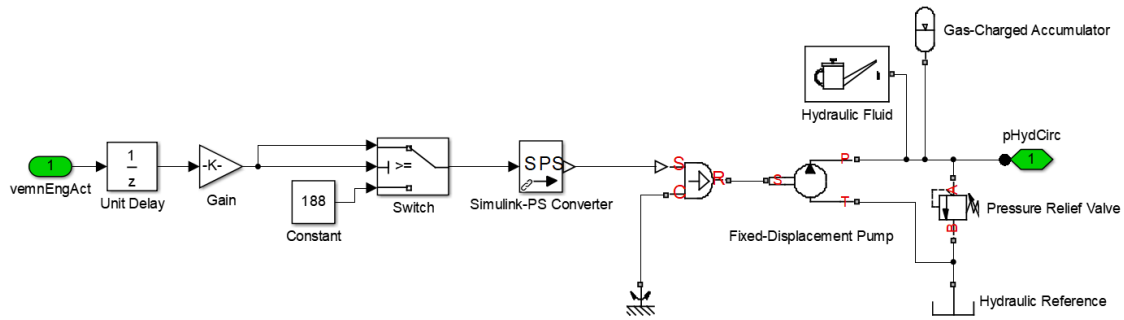 Gas-Charged Accumulator
Hydraulic Fluid
pHydCirc
1
1
vemnEngAct
1
z
Unit Delay
-K-
Gain
>=
Switch
188
Constant
S PS
Simulink-PS Converter
S
C
R
S
P
T
Fixed-Displacement Pump
A
B
Pressure Relief Valve
Hydraulic Reference